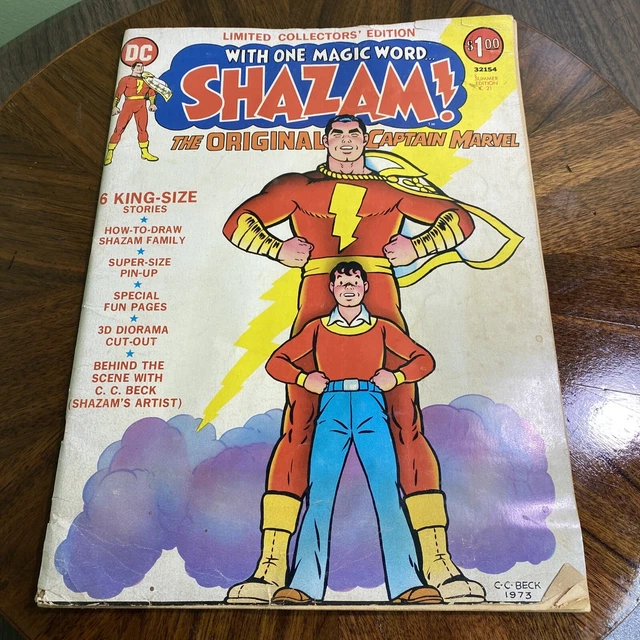 LIMITED COLLECTORS' EDITION
DC
WITH ONE MAGIC WORD...
$1.00
32154
SUMMER
EDITION
SHAZAM!
THE ORIGINAL CAPTAIN MARVEL
6 KING-SIZE
STORIES
HOW-TO-DRAW
SHAZAM FAMILY
SUPER-SIZE
PIN-UP
SPECIAL
FUN PAGES
3D DIORAMA
CUT-OUT
BEHIND THE
SCENE WITH
C. C. BECK
(SHAZAM'S ARTIST)
C·C·BECK
1973